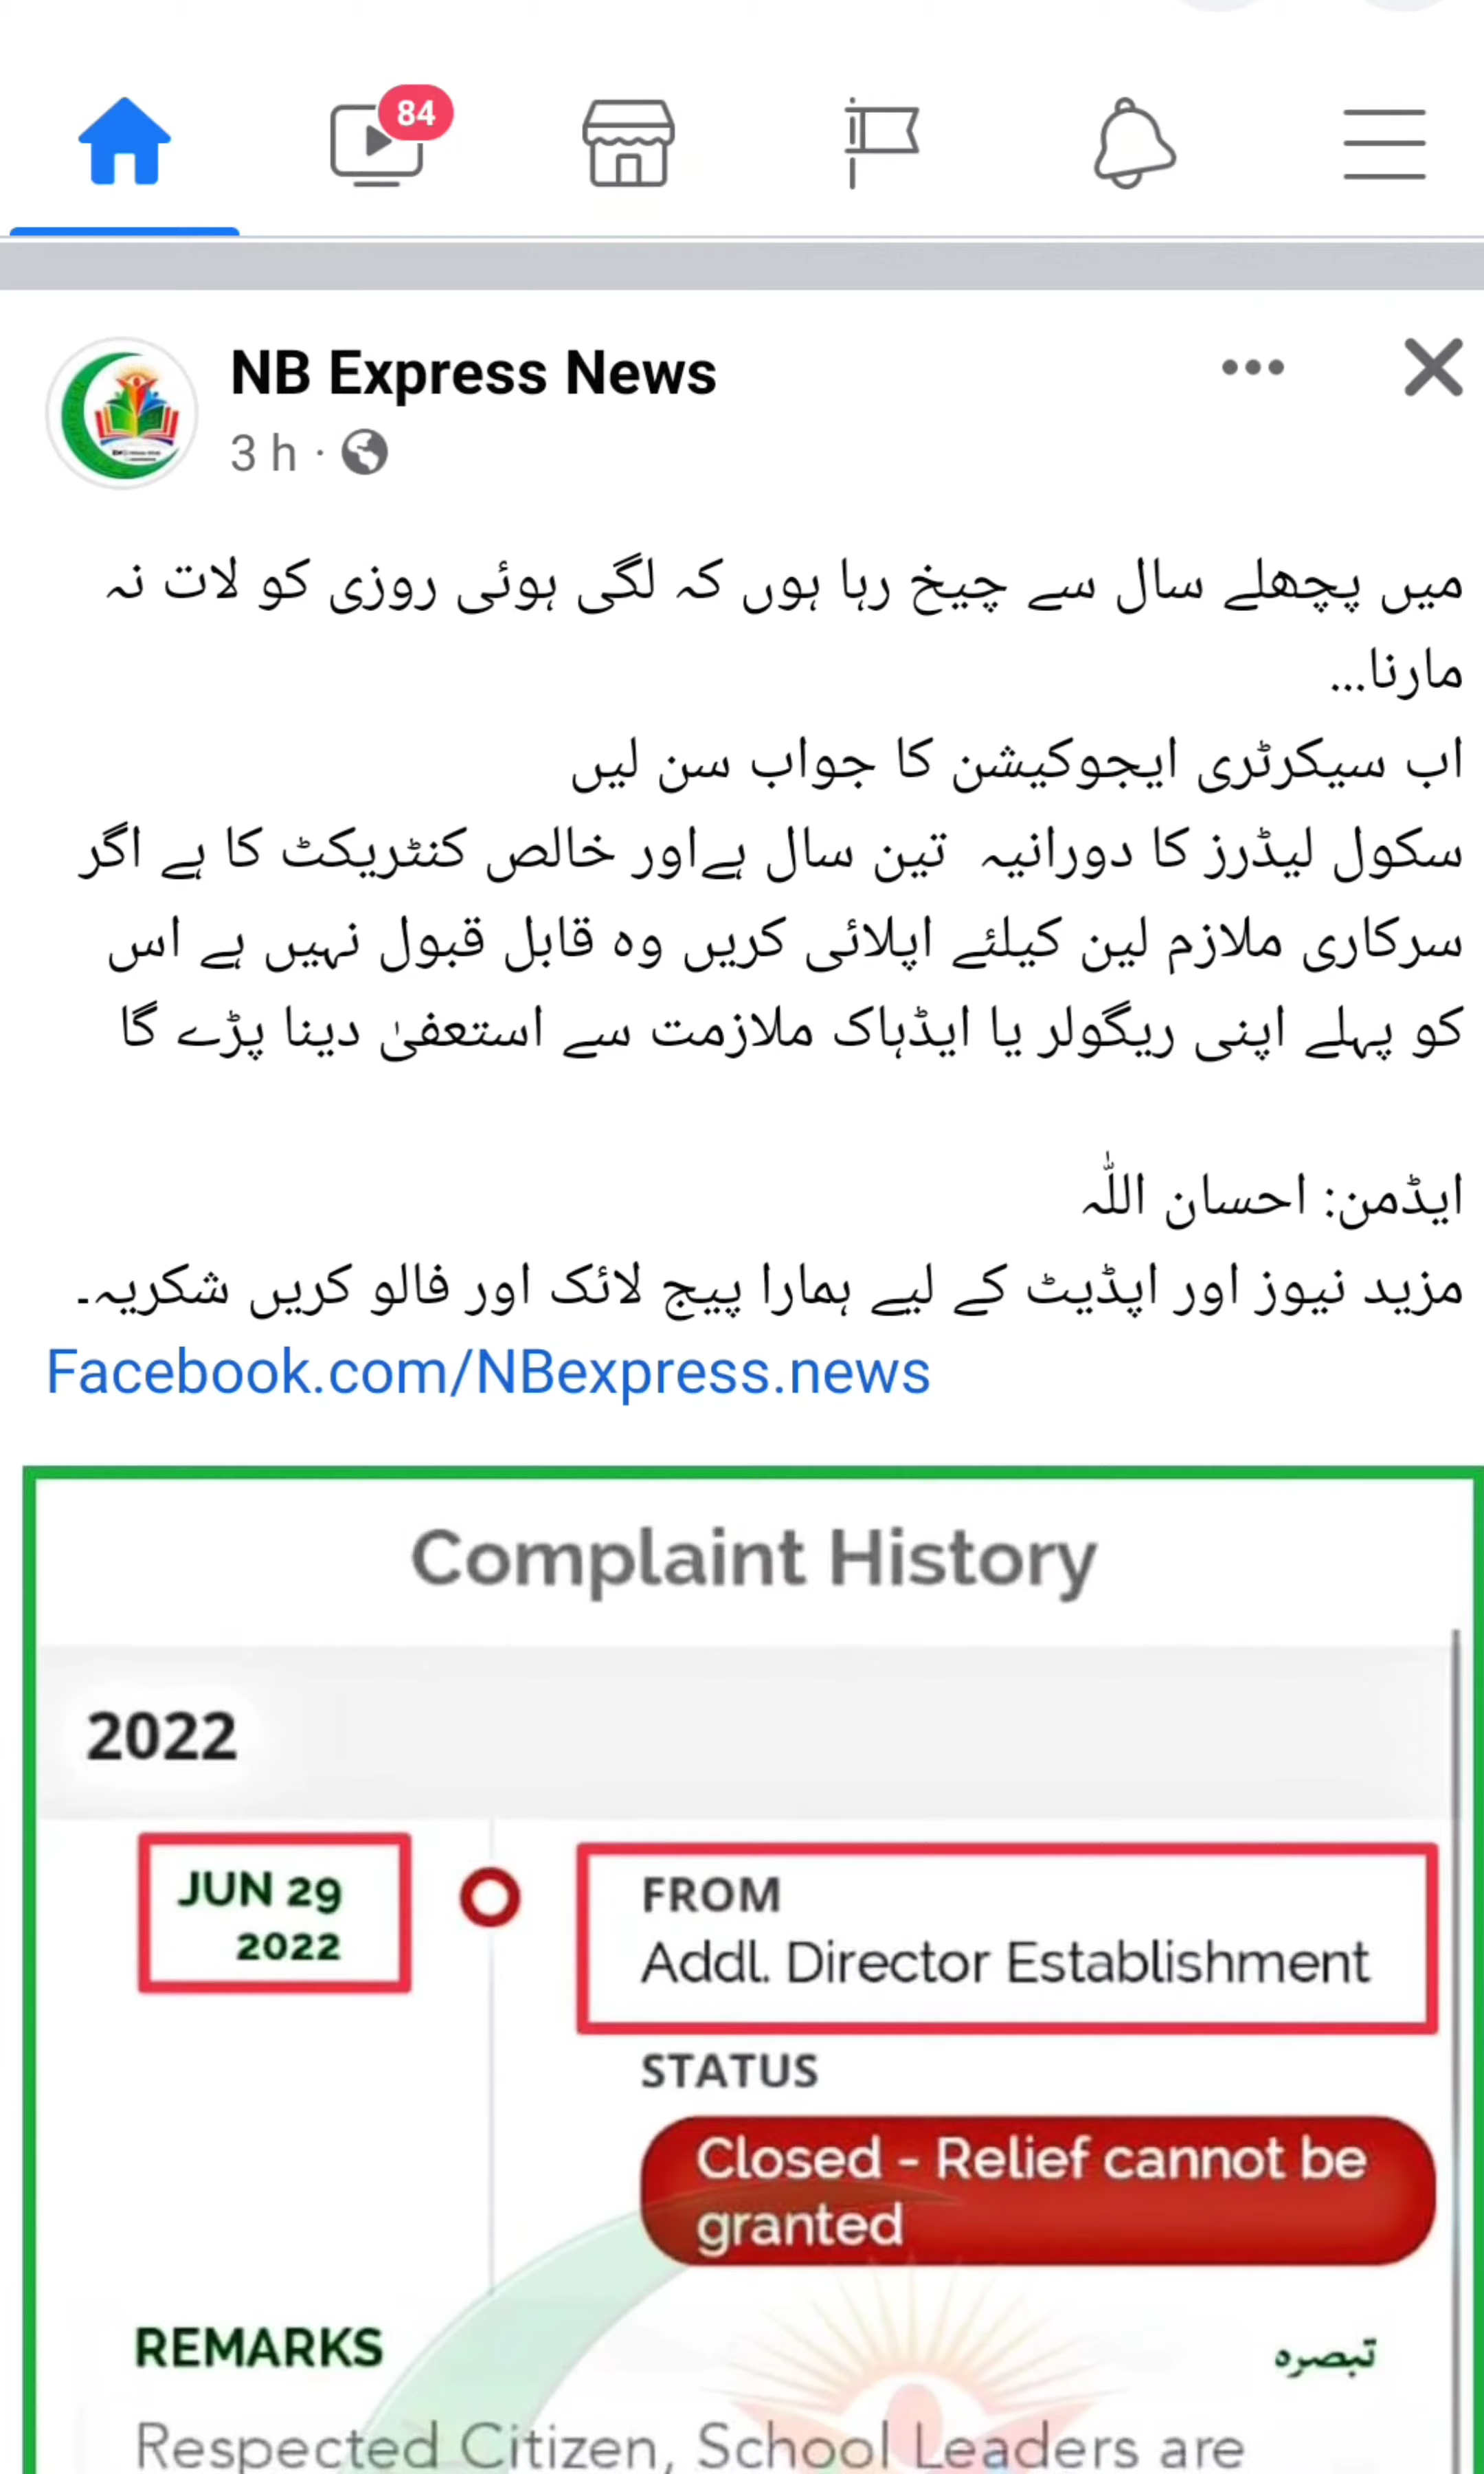 84
NB Express News
3 h ·
میں پچھلے سال سے چیخ رہا ہوں کہ لگی ہوئی روزی کو لات نہ
مارنا...
اب سیکرٹری ایجوکیشن کا جواب سن لیں
سکول لیڈرز کا دورانیہ تین سال ہےاور خالص کنٹریکٹ کا ہے اگر
سرکاری ملازم لین کیلئے اپلائی کریں وہ قابل قبول نہیں ہے اس
کو پہلے اپنی ریگولر یا ایڈہاک ملازمت سے استعفیٰ دینا پڑے گا
ایڈمن: احسان اللّٰہ
مزید نیوز اور اپڈیٹ کے لیے ہمارا پیج لائک اور فالو کریں شکریہ۔
Facebook.com/NBexpress.news
Complaint History
2022
JUN 29
2022
FROM
Addl. Director Establishment
STATUS
Closed - Relief cannot be
granted
REMARKS
تبصرہ
Respected Citizen, School Leaders are